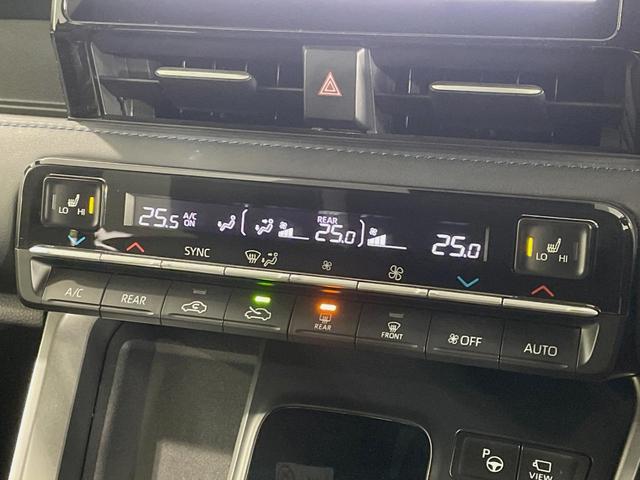 LO HI
25.5 A/C ON REAR 25.0 25.0
LO HI
SYNC
A/C REAR REAR FRONT OFF AUTO
P
VIEW